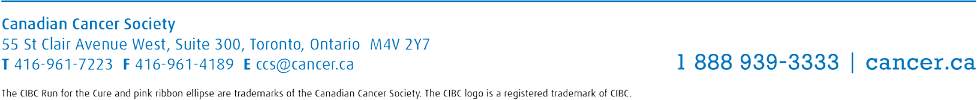 Canadian Cancer Society
55 St Clair Avenue West, Suite 300, Toronto, Ontario M4V 2Y7
T 416-961-7223 F 416-961-4189 E ccs@cancer.ca
1 888 939-3333 | cancer.ca
The CIBC Run for the Cure and pink ribbon ellipse are trademarks of the Canadian Cancer Society. The CIBC logo is a registered trademark of CIBC.